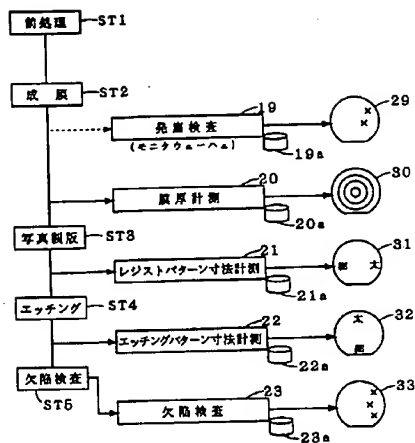 前処理
ST1
成膜
ST2
19
29
発塵検査
(モニタウェーハ)
19a
20
30
膜厚計測
20a
写真製版
ST3
21
31
レジストパターン寸法計測
細 太
21a
エッチング
ST4
22
32
エッチングパターン寸法計測
太
細
22a
欠陥検査
ST5
23
33
欠陥検査
23a